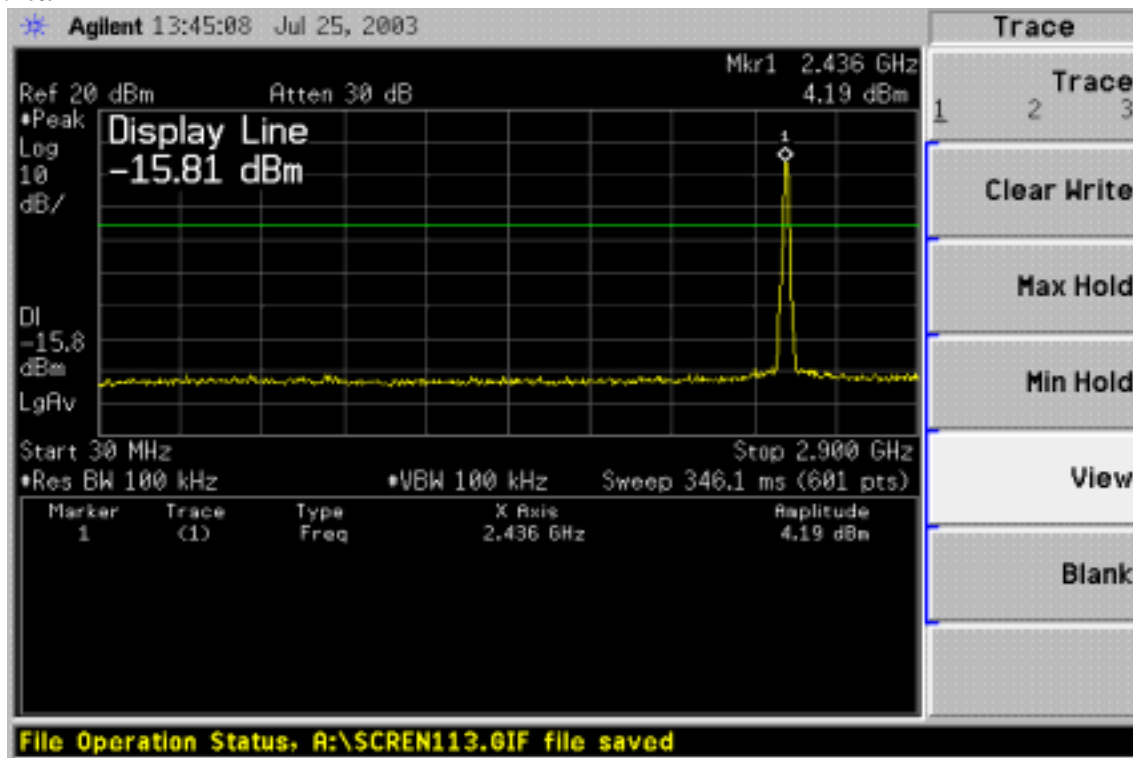 Agilent 13:45:08 Jul 25, 2003
Trace
Mkr1 2.436 GHz
Ref 20 dBm Atten 30 dB 4.19 dBm
Peak
Log
10
dB/
Display Line
-15.81 dBm
1
DI
-15.8
dBm
LgAv
Start 30 MHz Stop 2.900 GHz
Res BW 100 kHz VBW 100 kHz Sweep 346.1 ms (601 pts)
Marker Trace Type X Axis Amplitude
1 (1) Freq 2.436 GHz 4.19 dBm
Trace
1 2 3
Clear Write
Max Hold
Min Hold
View
Blank
File Operation Status, A:\SCREN113.GIF file saved